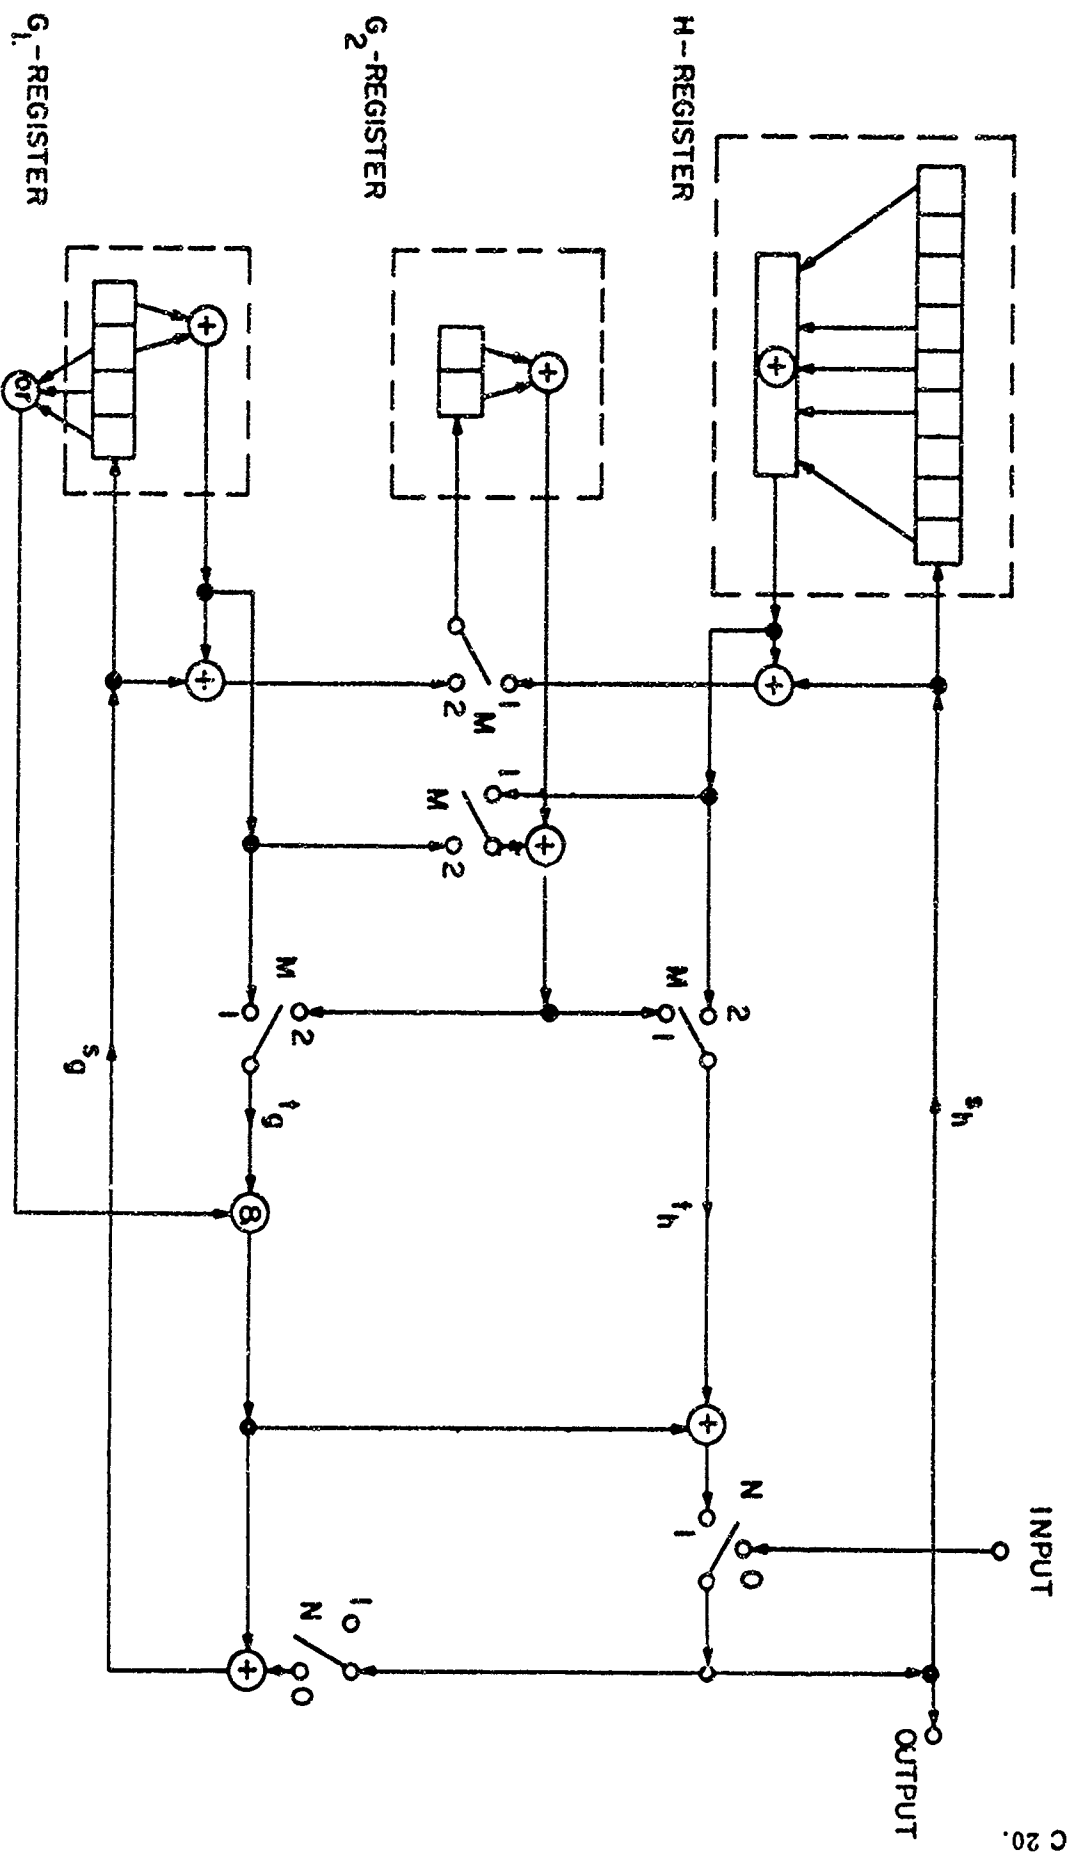 C 20.
INPUT
OUTPUT
H-REGISTER
G2-REGISTER
G1.-REGISTER
+
+
+
or
+
+
M
1
2
M
1
2
+
M
2
1
M
2
1
sh
sg
th
tg
&
+
N
1
0
N
1
0
+